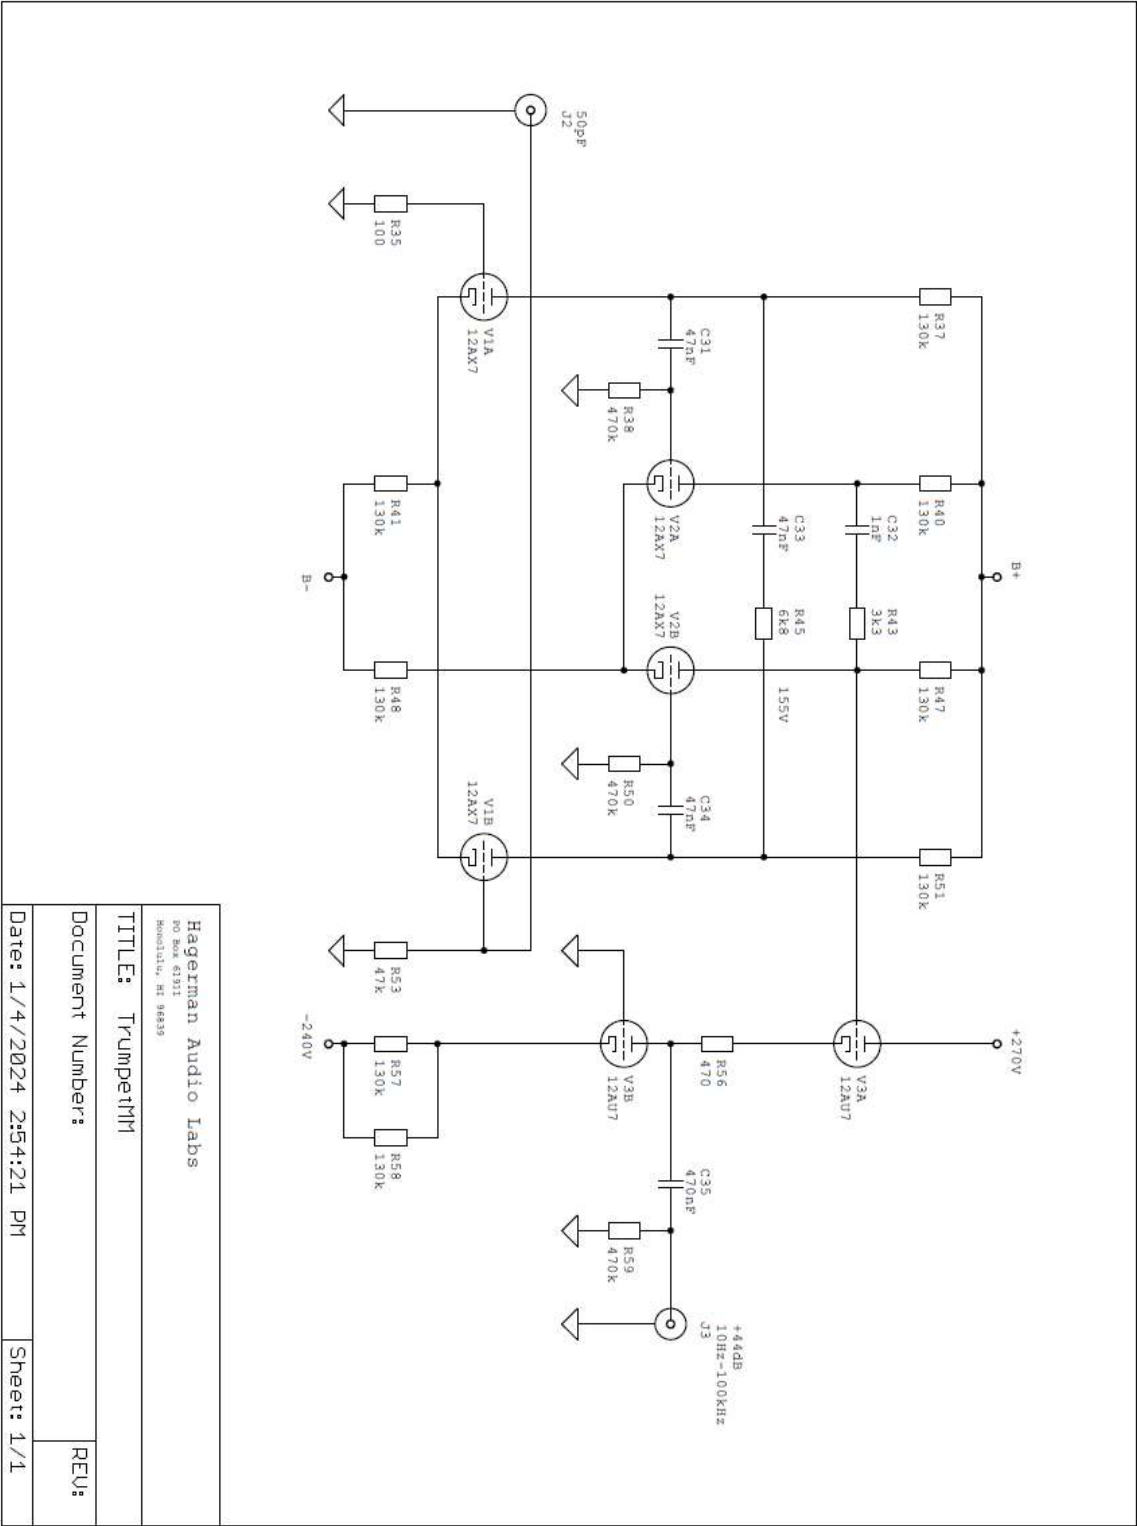 50pF
J2
R35
100
V1A
12AX7
C31
47nF
R38
470k
R37
130k
R41
130k
V2A
12AX7
C33
47nF
C32
1nF
R40
130k
B-
B+
V2B
12AX7
R45
6k8
R43
3k3
R48
130k
155V
R47
130k
V1B
12AX7
R50
470k
C34
47nF
R51
130k
R53
47k
-240V
R57
130k
V3B
12AU7
R56
470
V3A
12AU7
+270V
R58
130k
C35
470nF
R59
470k
+44dB
10Hz-100kHz
J3
Hagerman Audio Labs
PO Box 61911
Honolulu, HI 96839
TITLE: TrumpetMM
Document Number:
REV:
Date: 1/4/2024 2:54:21 PM
Sheet: 1/1